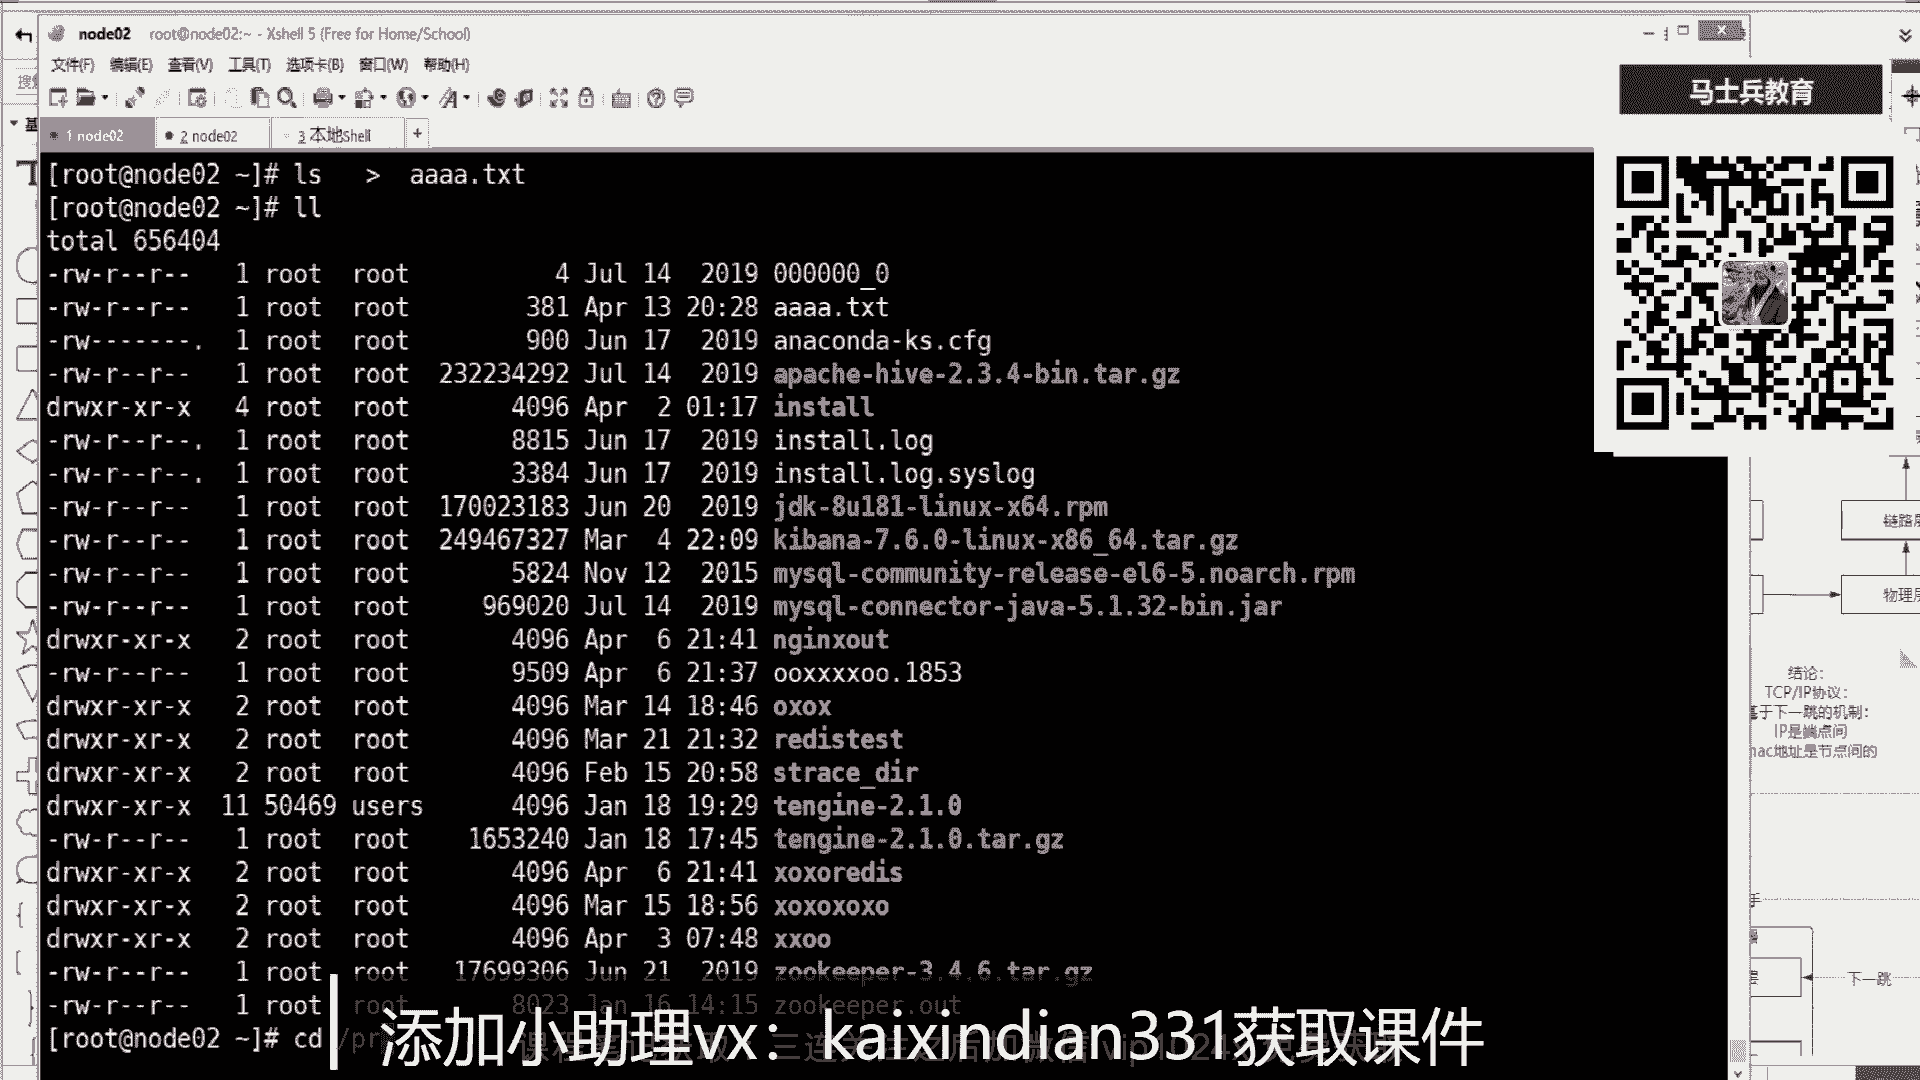 node02 root@node02:~ - Xshell 5 (Free for Home/School)
文件(F) 编辑(E) 查看(V) 工具(T) 选项卡(B) 窗口(W) 帮助(H)
马士兵教育
1 node02 2 node02 3 本地Shell +
[root@node02 ~]# ls   >  aaaa.txt
[root@node02 ~]# ll
total 656404
-rw-r--r--   1 root  root          4 Jul 14  2019 000000_0
-rw-r--r--   1 root  root        381 Apr 13 20:28 aaaa.txt
-rw-------.  1 root  root        900 Jun 17  2019 anaconda-ks.cfg
-rw-r--r--   1 root  root  232234292 Jul 14  2019 apache-hive-2.3.4-bin.tar.gz
drwxr-xr-x   4 root  root       4096 Apr  2 01:17 install
-rw-r--r--.  1 root  root       8815 Jun 17  2019 install.log
-rw-r--r--.  1 root  root       3384 Jun 17  2019 install.log.syslog
-rw-r--r--   1 root  root  170023183 Jun 20  2019 jdk-8u181-linux-x64.rpm
-rw-r--r--   1 root  root  249467327 Mar  4 22:09 kibana-7.6.0-linux-x86_64.tar.gz
-rw-r--r--   1 root  root       5824 Nov 12  2015 mysql-community-release-el6-5.noarch.rpm
-rw-r--r--   1 root  root     969020 Jul 14  2019 mysql-connector-java-5.1.32-bin.jar
drwxr-xr-x   2 root  root       4096 Apr  6 21:41 nginxout
-rw-r--r--   1 root  root       9509 Apr  6 21:37 ooxxxxoo.1853
drwxr-xr-x   2 root  root       4096 Mar 14 18:46 oxox
drwxr-xr-x   2 root  root       4096 Mar 21 21:32 redistest
drwxr-xr-x   2 root  root       4096 Feb 15 20:58 strace_dir
drwxr-xr-x  11 50469 users      4096 Jan 18 19:29 tengine-2.1.0
-rw-r--r--   1 root  root    1653240 Jan 18 17:45 tengine-2.1.0.tar.gz
drwxr-xr-x   2 root  root       4096 Apr  6 21:41 xoxoredis
drwxr-xr-x   2 root  root       4096 Mar 15 18:56 xoxoxoxo
drwxr-xr-x   2 root  root       4096 Apr  3 07:48 xxoo
-rw-r--r--   1 root  root   17699306 Jun 21  2019 zookeeper-3.4.6.tar.gz
-rw-r--r--   1 root  root       8023 Jan 16 14:15 zookeeper.out
[root@node02 ~]# cd
添加小助理vx：kaixindian331获取课件
链路层
物理层
结论：
TCP/IP协议：
基于下一跳的机制：
IP是端点间
mac地址是节点间的
下一跳